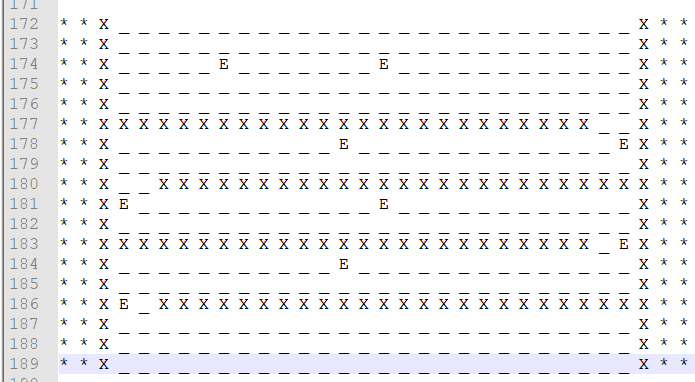 171
172 * * X _ _ _ _ _ _ _ _ _ _ _ _ _ _ _ _ _ _ _ _ _ _ _ _ _ _ X * *
173 * * X _ _ _ _ _ _ _ _ _ _ _ _ _ _ _ _ _ _ _ _ _ _ _ _ _ _ X * *
174 * * X _ _ _ _ _ E _ _ _ _ _ _ _ E _ _ _ _ _ _ _ _ _ _ _ _ X * *
175 * * X _ _ _ _ _ _ _ _ _ _ _ _ _ _ _ _ _ _ _ _ _ _ _ _ _ _ X * *
176 * * X _ _ _ _ _ _ _ _ _ _ _ _ _ _ _ _ _ _ _ _ _ _ _ _ _ _ X * *
177 * * X X X X X X X X X X X X X X X X X X X X X X X X X _ _ X * *
178 * * X _ _ _ _ _ _ _ _ _ _ _ E _ _ _ _ _ _ _ _ _ _ _ _ _ E X * *
179 * * X _ _ _ _ _ _ _ _ _ _ _ _ _ _ _ _ _ _ _ _ _ _ _ _ _ _ X * *
180 * * X _ _ X X X X X X X X X X X X X X X X X X X X X X X X X * *
181 * * X E _ _ _ _ _ _ _ _ _ _ _ _ E _ _ _ _ _ _ _ _ _ _ _ _ X * *
182 * * X _ _ _ _ _ _ _ _ _ _ _ _ _ _ _ _ _ _ _ _ _ _ _ _ _ _ X * *
183 * * X X X X X X X X X X X X X X X X X X X X X X X X X _ E X * *
184 * * X _ _ _ _ _ _ _ _ _ _ _ E _ _ _ _ _ _ _ _ _ _ _ _ _ _ X * *
185 * * X _ _ _ _ _ _ _ _ _ _ _ _ _ _ _ _ _ _ _ _ _ _ _ _ _ _ X * *
186 * * X E _ X X X X X X X X X X X X X X X X X X X X X X X X X * *
187 * * X _ _ _ _ _ _ _ _ _ _ _ _ _ _ _ _ _ _ _ _ _ _ _ _ _ _ X * *
188 * * X _ _ _ _ _ _ _ _ _ _ _ _ _ _ _ _ _ _ _ _ _ _ _ _ _ _ X * *
189 * * X _ _ _ _ _ _ _ _ _ _ _ _ _ _ _ _ _ _ _ _ _ _ _ _ _ _ X * *